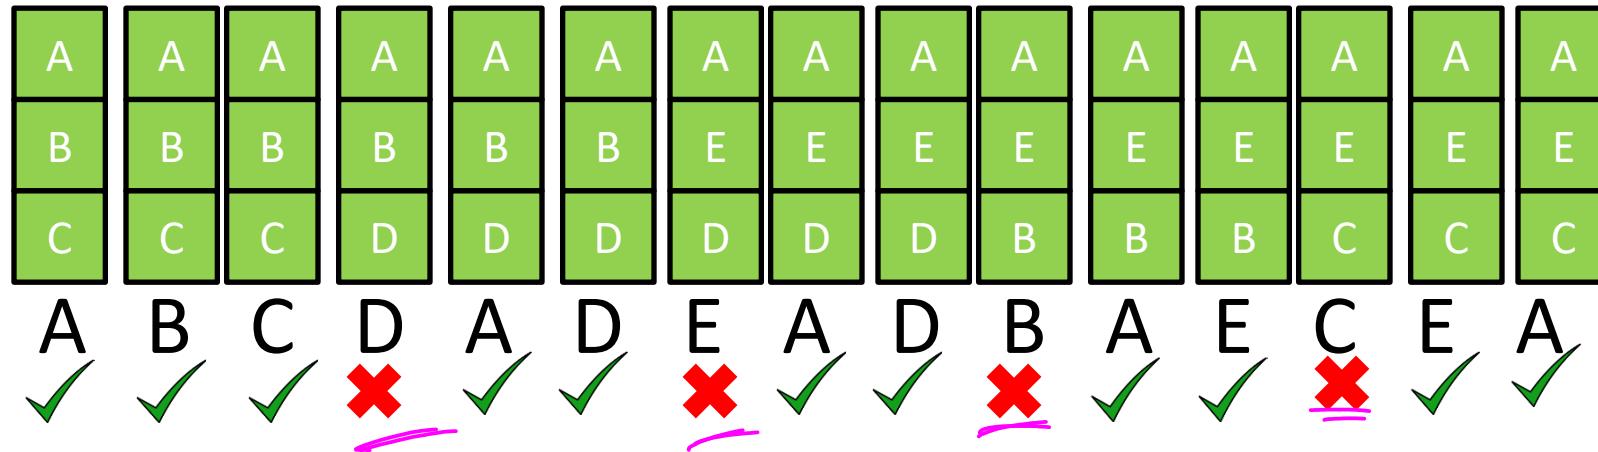 A A A A A A A A A A A A A A A
B B B B B B E E E E E E E E E
C C C D D D D D D B B B C C C
A B C D A D E A D B A E C E A